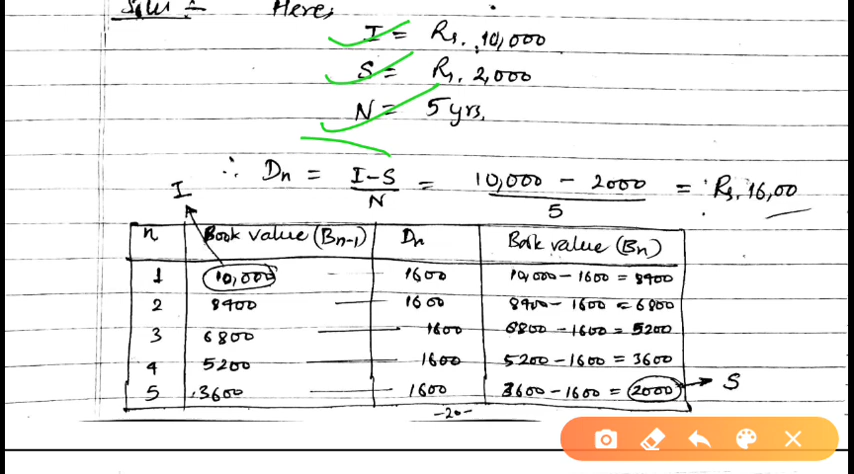 Solu :- Here,
I = Rs. 10,000
S = Rs. 2,000
N = 5 yrs.
∴ Dn = I-S/N = 10,000 - 2000/5 = Rs. 16,00
I
n Book value (Bn-1) Dn Book value (Bn)
1 10,000 1600 10,000 - 1600 = 8400
2 8400 1600 8400 - 1600 = 6800
3 6800 1600 6800 - 1600 = 5200
4 5200 1600 5200 - 1600 = 3600
5 3600 1600 3600 - 1600 = 2000 → S
-20-